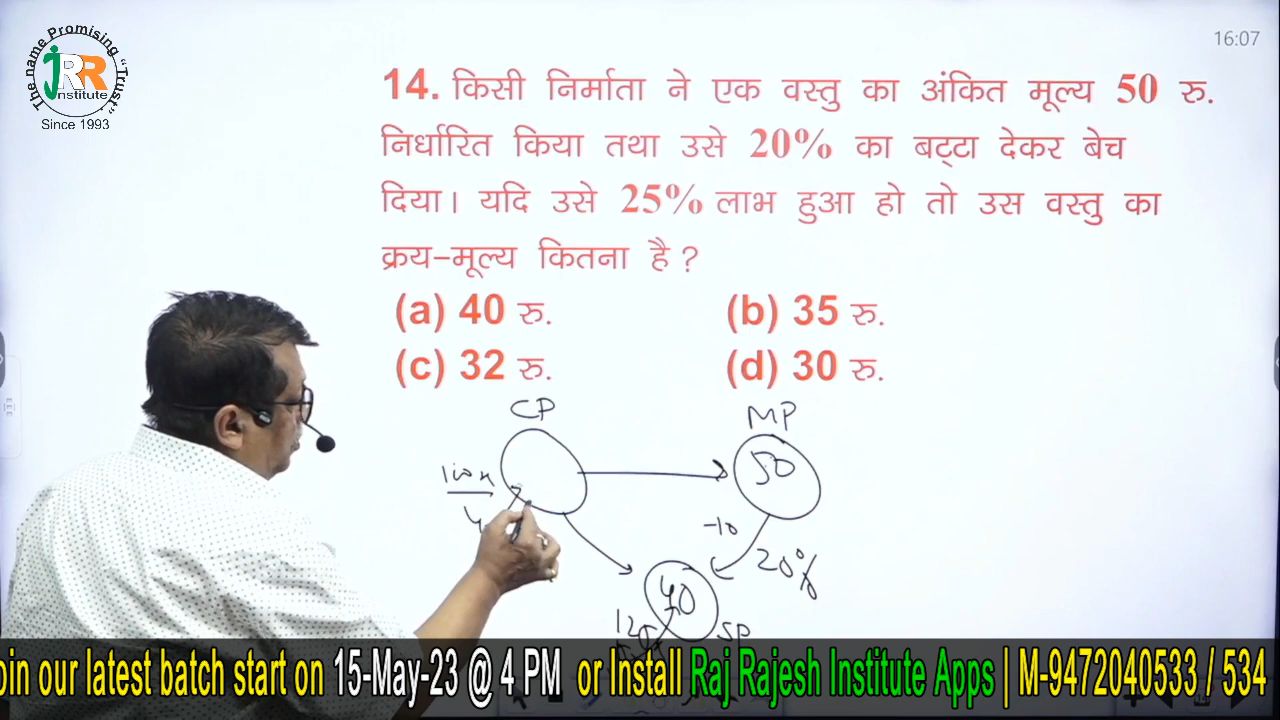 The name Promising "Trust"
JRR
Institute
Since 1993
16:07
14. किसी निर्माता ने एक वस्तु का अंकित मूल्य 50 रु.
निर्धारित किया तथा उसे 20% का बट्टा देकर बेच
दिया। यदि उसे 25% लाभ हुआ हो तो उस वस्तु का
क्रय-मूल्य कितना है ?
(a) 40 रु. (b) 35 रु.
(c) 32 रु. (d) 30 रु.
CP MP
50
-10
20%
40
SP
join our latest batch start on 15-May-23 @ 4 PM or Install Raj Rajesh Institute Apps | M-9472040533 / 534